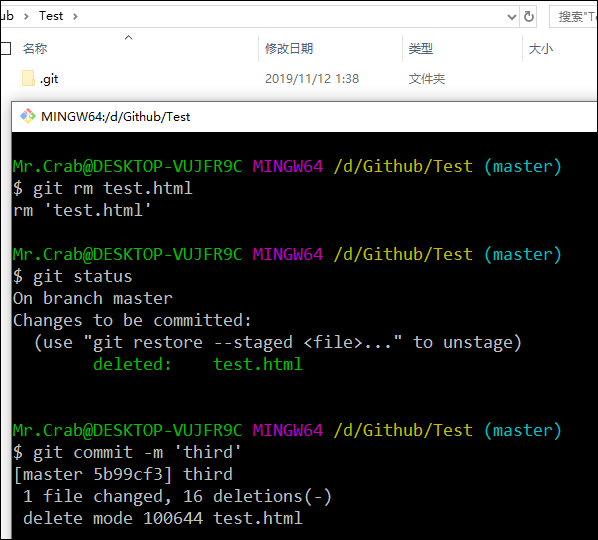 ub > Test >
搜索"Te
名称 修改日期 类型 大小
.git 2019/11/12 1:38 文件夹
MINGW64:/d/Github/Test
Mr.Crab@DESKTOP-VUJFR9C MINGW64 /d/Github/Test (master)
$ git rm test.html
rm 'test.html'
Mr.Crab@DESKTOP-VUJFR9C MINGW64 /d/Github/Test (master)
$ git status
On branch master
Changes to be committed:
(use "git restore --staged <file>..." to unstage)
deleted: test.html
Mr.Crab@DESKTOP-VUJFR9C MINGW64 /d/Github/Test (master)
$ git commit -m 'third'
[master 5b99cf3] third
1 file changed, 16 deletions(-)
delete mode 100644 test.html